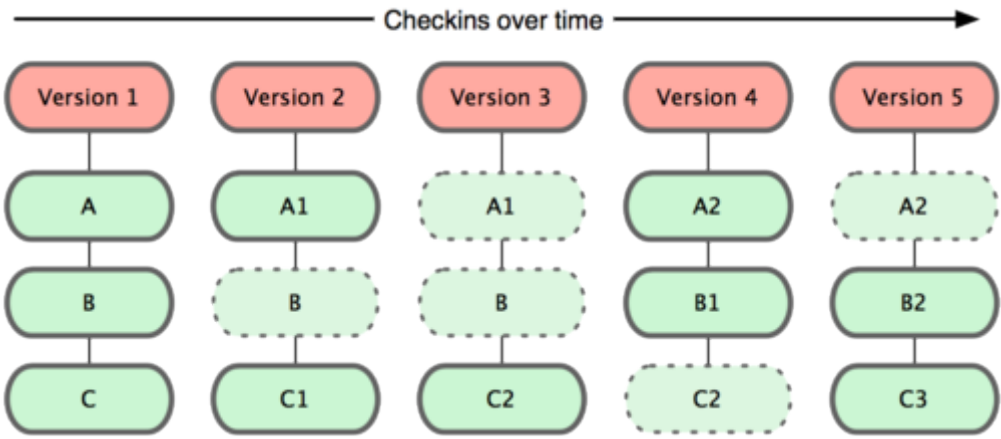 Checkins over time
Version 1 Version 2 Version 3 Version 4 Version 5
A A1 A1 A2 A2
B B B B1 B2
C C1 C2 C2 C3